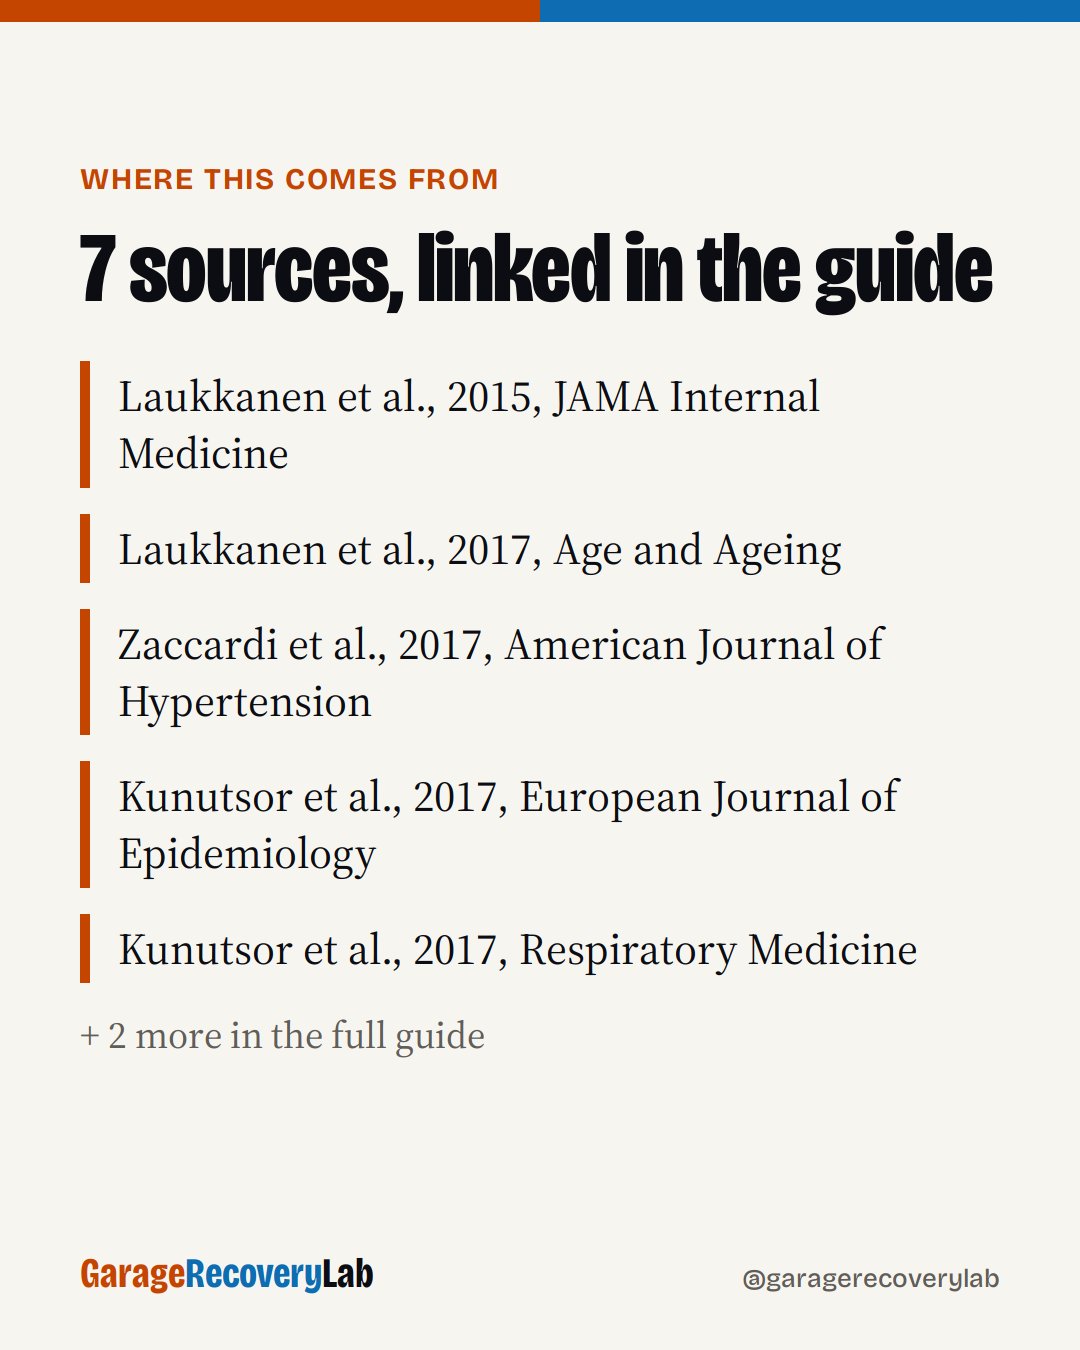 WHERE THIS COMES FROM
7 sources, linked in the guide
Laukkanen et al., 2015, JAMA Internal
Medicine
Laukkanen et al., 2017, Age and Ageing
Zaccardi et al., 2017, American Journal of
Hypertension
Kunutsor et al., 2017, European Journal of
Epidemiology
Kunutsor et al., 2017, Respiratory Medicine
+ 2 more in the full guide
GarageRecoveryLab
@garagerecoverylab